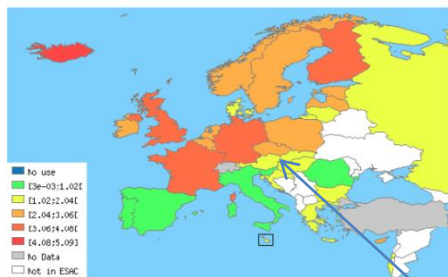 No use
[3e-03;1.02[
[1.02;2.04[
[2.04;3.06[
[3.06;4.08[
[4.08;5.09]
No Data
Not in ESAC